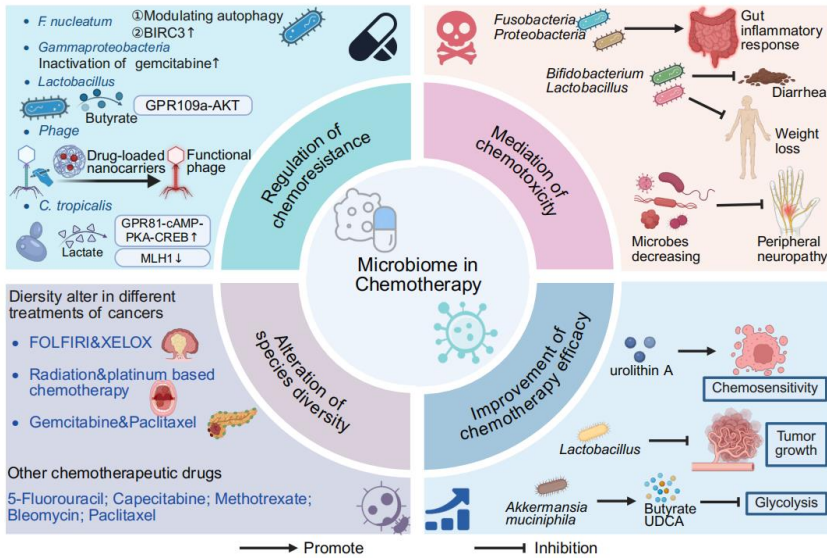 F. nucleatum ①Modulating autophagy
②BIRC3↑
Gammaproteobacteria
Inactivation of gemcitabine↑
Lactobacillus
Butyrate
GPR109a-AKT
Phage
Drug-loaded
nanocarriers
Functional
phage
C. tropicalis
Lactate
GPR81-cAMP-
PKA-CREB↑
MLH1↓
Regulation of
chemoresistance
Fusobacteria
Proteobacteria
Gut
inflammatory
response
Bifidobacterium
Lactobacillus
Diarrhea
Weight
loss
Microbes
decreasing
Peripheral
neuropathy
Mediation of
chemotoxicity
Microbiome in
Chemotherapy
Diersity alter in different
treatments of cancers
FOLFIRI&XELOX
Radiation&platinum based
chemotherapy
Gemcitabine&Paclitaxel
Other chemotherapeutic drugs
5-Fluorouracil; Capecitabine; Methotrexate;
Bleomycin; Paclitaxel
Alteration of
species diversity
Improvement of
chemotherapy efficacy
urolithin A
Chemosensitivity
Lactobacillus
Tumor
growth
Akkermansia
muciniphila
Butyrate
UDCA
Glycolysis
Promote
Inhibition